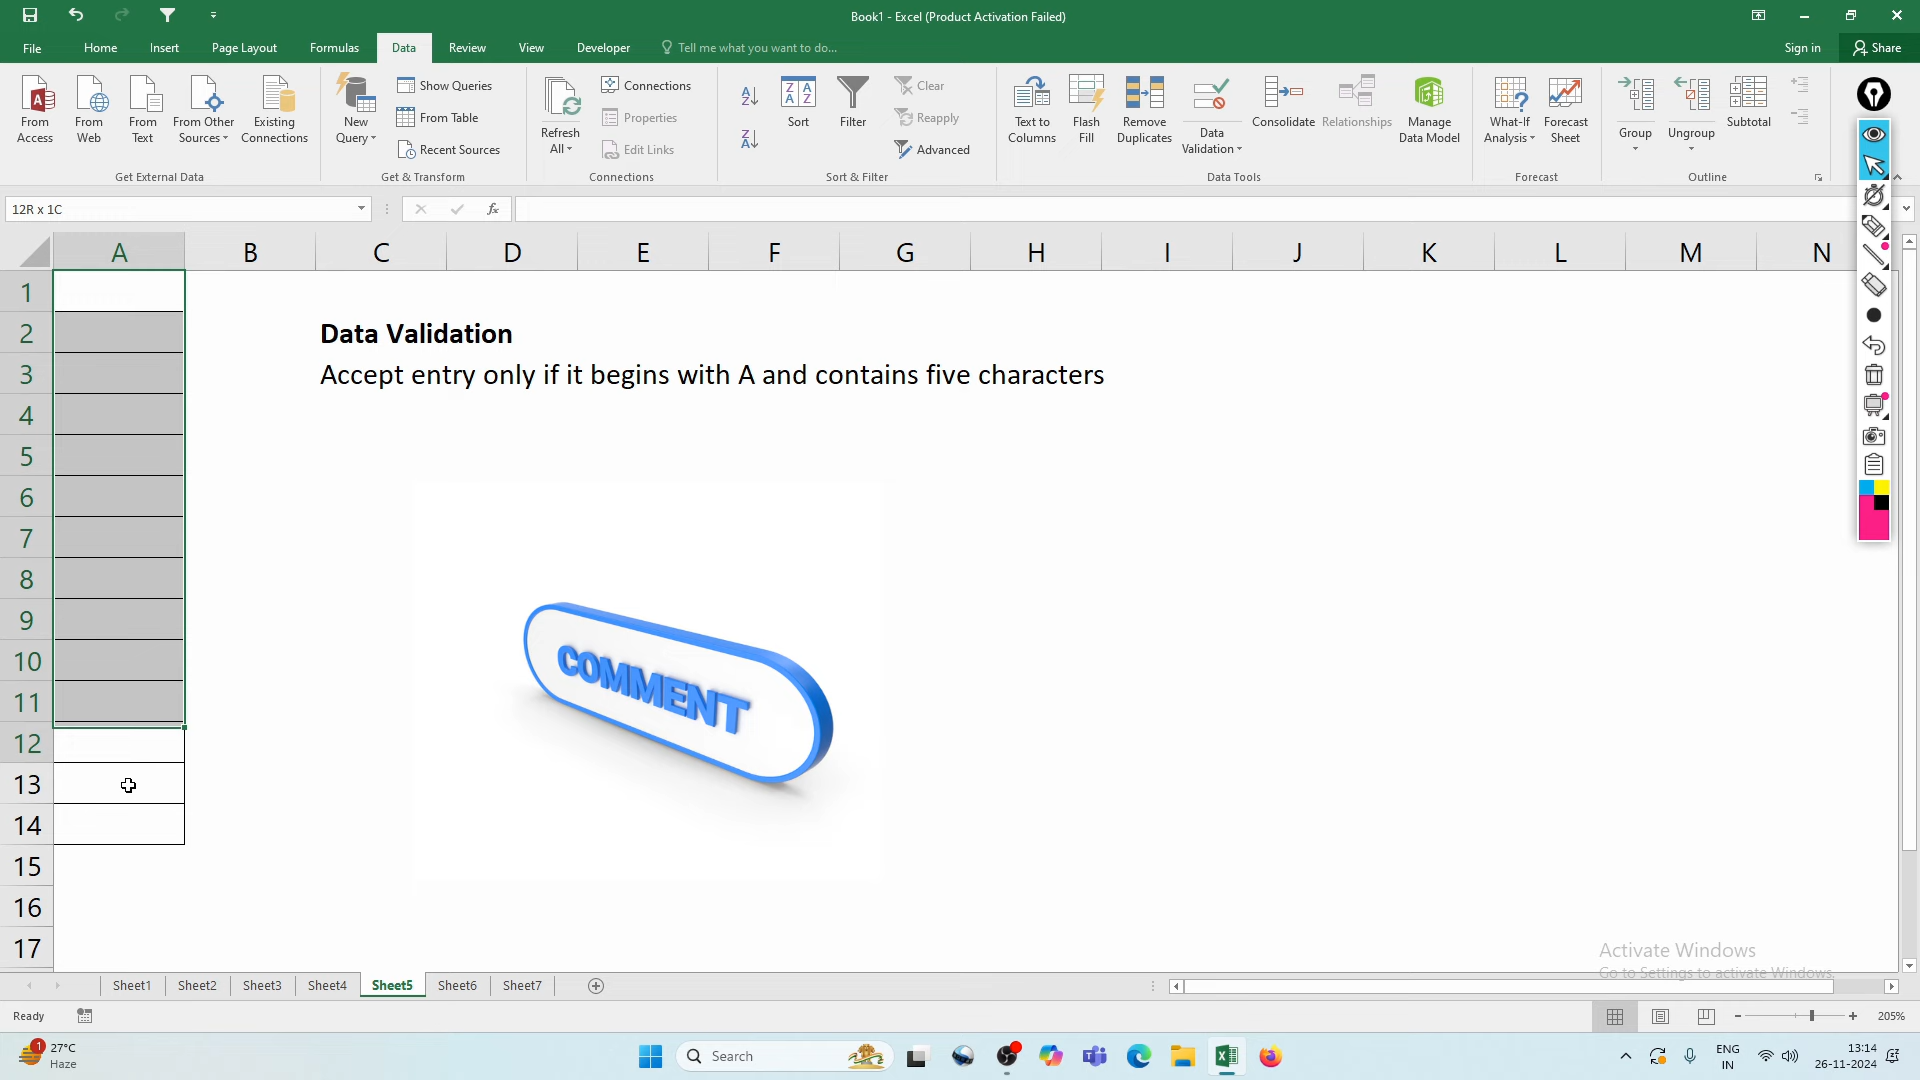 Book1 - Excel (Product Activation Failed)
File Home Insert Page Layout Formulas Data Review View Developer Tell me what you want to do... Sign in Share
From Access
From Web
From Text
From Other Sources
Existing Connections
Get External Data
New Query
Show Queries
From Table
Recent Sources
Get & Transform
Refresh All
Connections
Properties
Edit Links
Connections
Sort
Filter
Clear
Reapply
Advanced
Sort & Filter
Text to Columns
Flash Fill
Remove Duplicates
Data Validation
Consolidate
Relationships
Manage Data Model
Data Tools
What-If Analysis
Forecast Sheet
Forecast
Group
Ungroup
Subtotal
Outline
12R x 1C
fx
A B C D E F G H I J K L M N
1
2
3
4
5
6
7
8
9
10
11
12
13
14
15
16
17
Data Validation
Accept entry only if it begins with A and contains five characters
COMMENT
Activate Windows
Go to Settings to activate Windows.
Sheet1 Sheet2 Sheet3 Sheet4 Sheet5 Sheet6 Sheet7
Ready
205%
1
27°C
Haze
Search
ENG
IN
13:14
26-11-2024